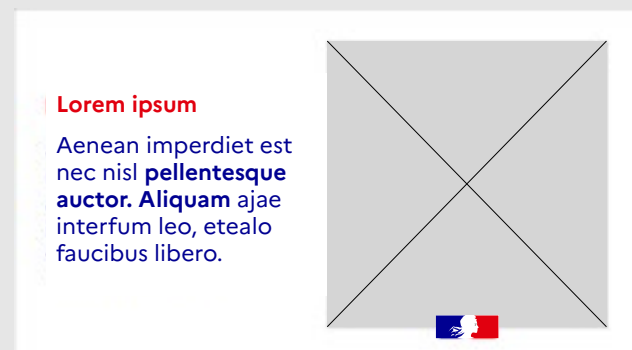 Lorem ipsum
Aenean imperdiet est
nec nisl pellentesque
auctor. Aliquam ajae
interfum leo, etealo
faucibus libero.